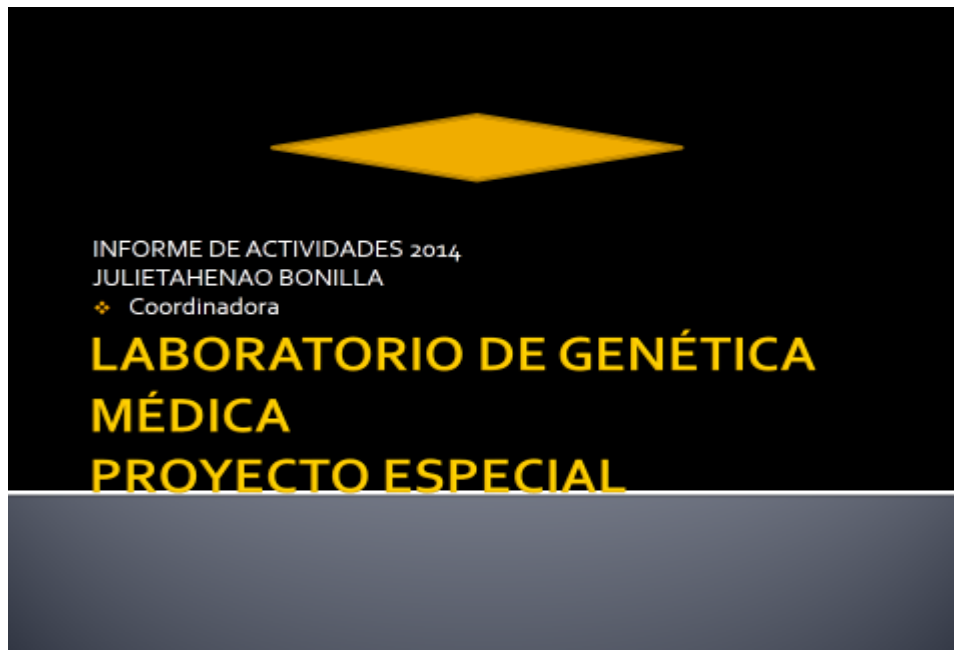 INFORME DE ACTIVIDADES 2014
JULIETAHENAO BONILLA
❖ Coordinadora
LABORATORIO DE GENÉTICA
MÉDICA
PROYECTO ESPECIAL